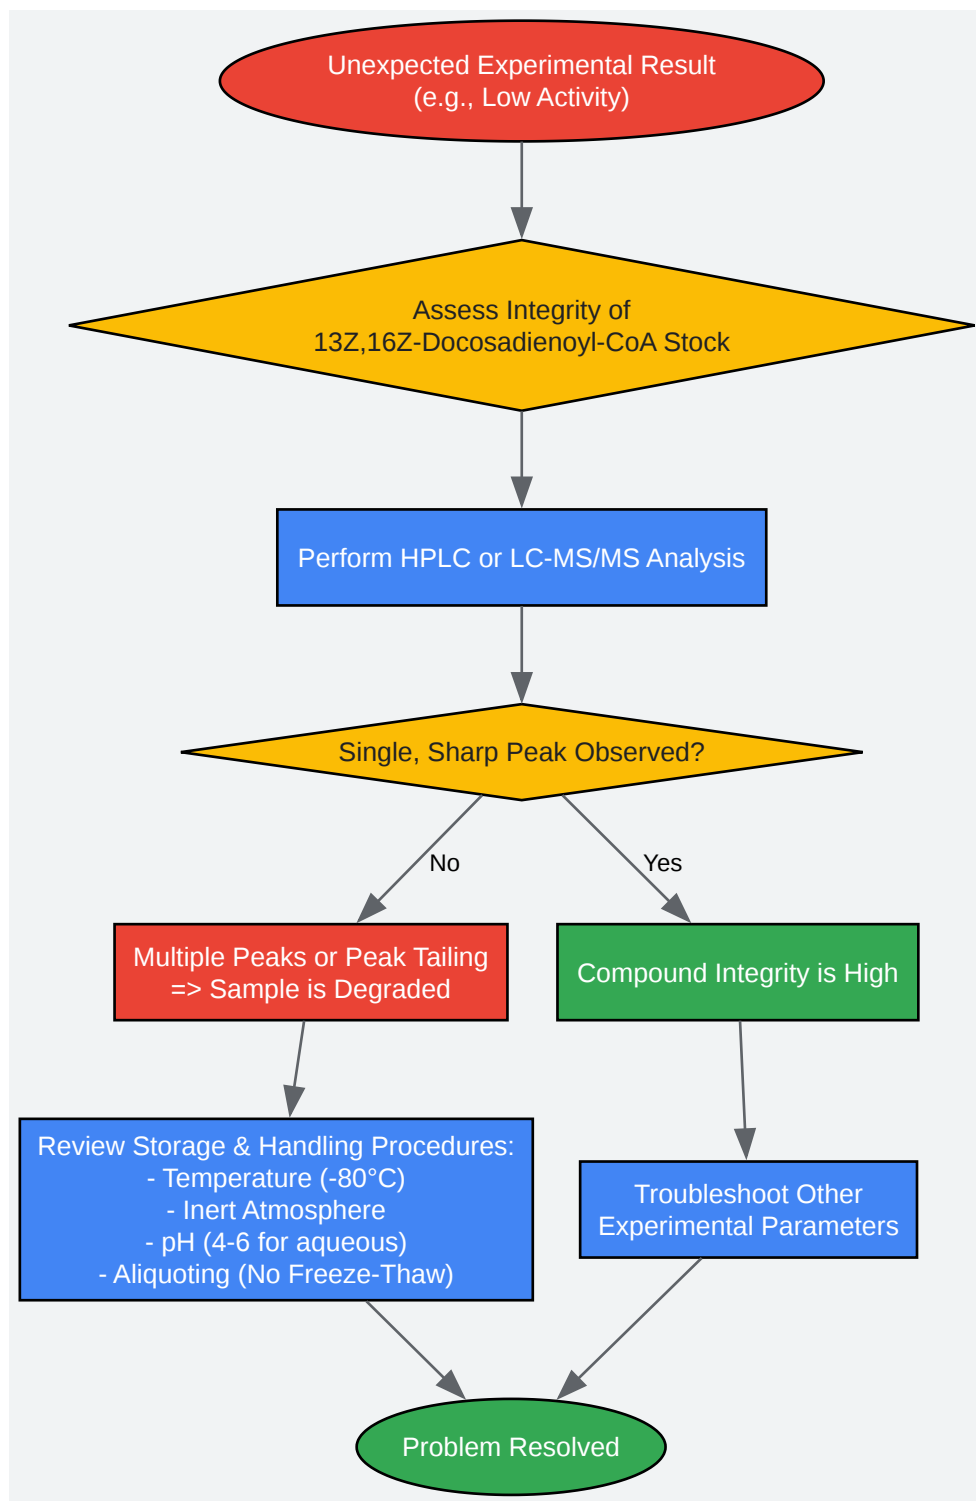 Unexpected Experimental Result
(e.g., Low Activity)
Assess Integrity of
13Z,16Z-Docosadienoyl-CoA Stock
Perform HPLC or LC-MS/MS Analysis
Single, Sharp Peak Observed?
No
Yes
Multiple Peaks or Peak Tailing
=> Sample is Degraded
Compound Integrity is High
Review Storage & Handling Procedures:
- Temperature (-80°C)
- Inert Atmosphere
- pH (4-6 for aqueous)
- Aliquoting (No Freeze-Thaw)
Troubleshoot Other
Experimental Parameters
Problem Resolved